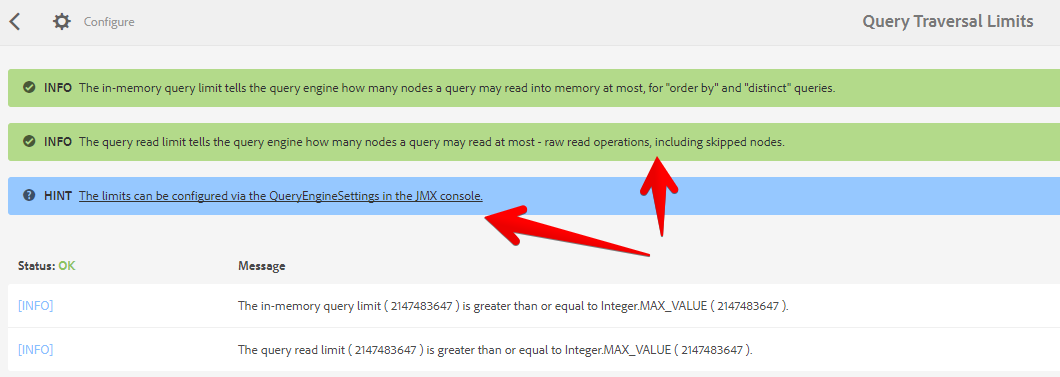 Configure
Query Traversal Limits
INFO The in-memory query limit tells the query engine how many nodes a query may read into memory at most, for "order by" and "distinct" queries.
INFO The query read limit tells the query engine how many nodes a query may read at most - raw read operations, including skipped nodes.
HINT The limits can be configured via the QueryEngineSettings in the JMX console.
Status: OK Message
[INFO] The in-memory query limit ( 2147483647 ) is greater than or equal to Integer.MAX_VALUE ( 2147483647 ).
[INFO] The query read limit ( 2147483647 ) is greater than or equal to Integer.MAX_VALUE ( 2147483647 ).